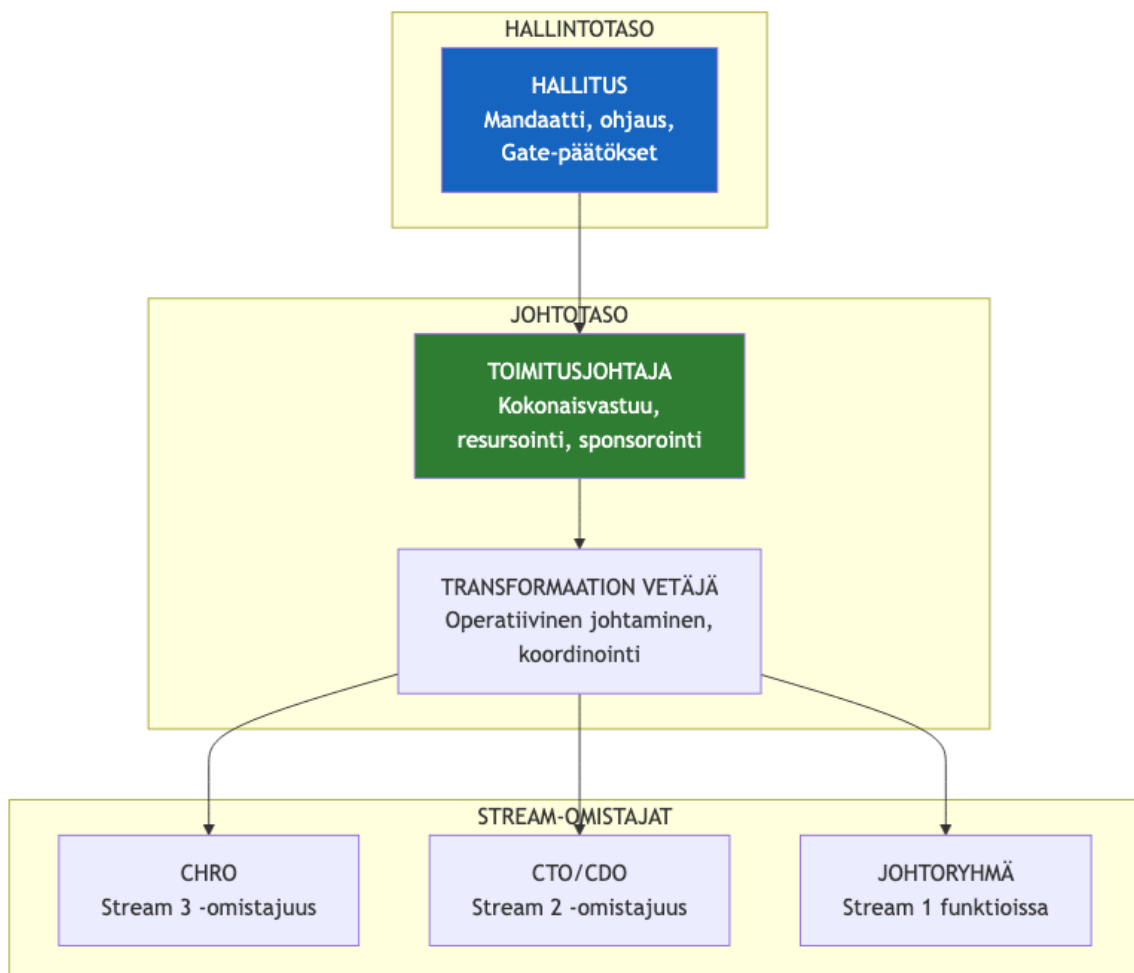 HALLINTOTASO
HALLITUS
Mandaatti, ohjaus,
Gate-päätökset
JOHTOTASO
TOIMITUSJOHTAJA
Kokonaisvastuu,
resursointi, sponsorointi
TRANSFORMAATION VETÄJÄ
Operatiivinen johtaminen,
koordinointi
STREAM-OMISTAJAT
CHRO
Stream 3 -omistajuus
CTO/CDO
Stream 2 -omistajuus
JOHTORYHMÄ
Stream 1 funktioissa